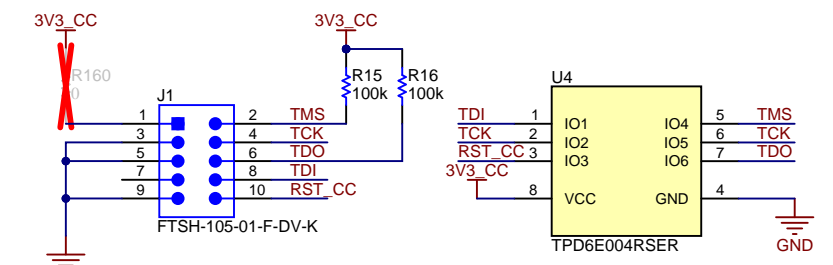 3V3_CC
3V3_CC
R160
0
R15
100k
R16
100k
J1
1
2
TMS
3
4
TCK
5
6
TDO
7
8
TDI
9
10
RST_CC
FTSH-105-01-F-DV-K
U4
TDI
1
IO1
IO4
5
TMS
TCK
2
IO2
IO5
6
TCK
RST_CC
3
IO3
IO6
7
TDO
3V3_CC
8
VCC
GND
4
TPD6E004RSER
GND